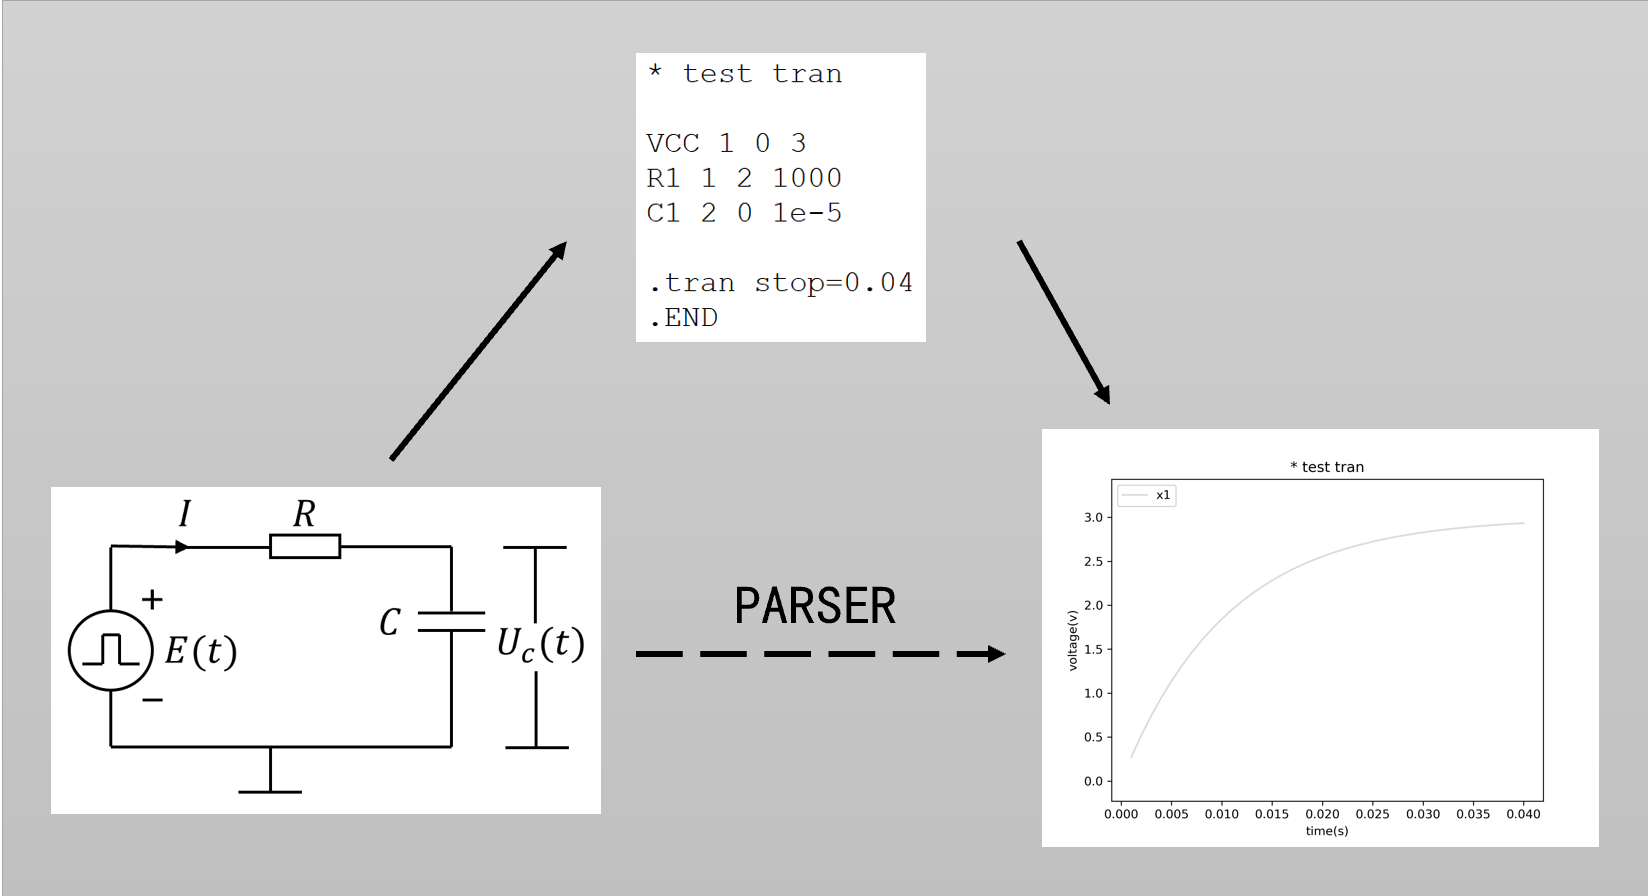 * test tran
VCC 1 0 3
R1 1 2 1000
C1 2 0 1e-5
.tran stop=0.04
.END
I
R
+
C
E(t)
U_c(t)
−
PARSER
* test tran
x1
3.0
2.5
2.0
1.5
1.0
0.5
0.0
voltage(v)
0.000 0.005 0.010 0.015 0.020 0.025 0.030 0.035 0.040
time(s)